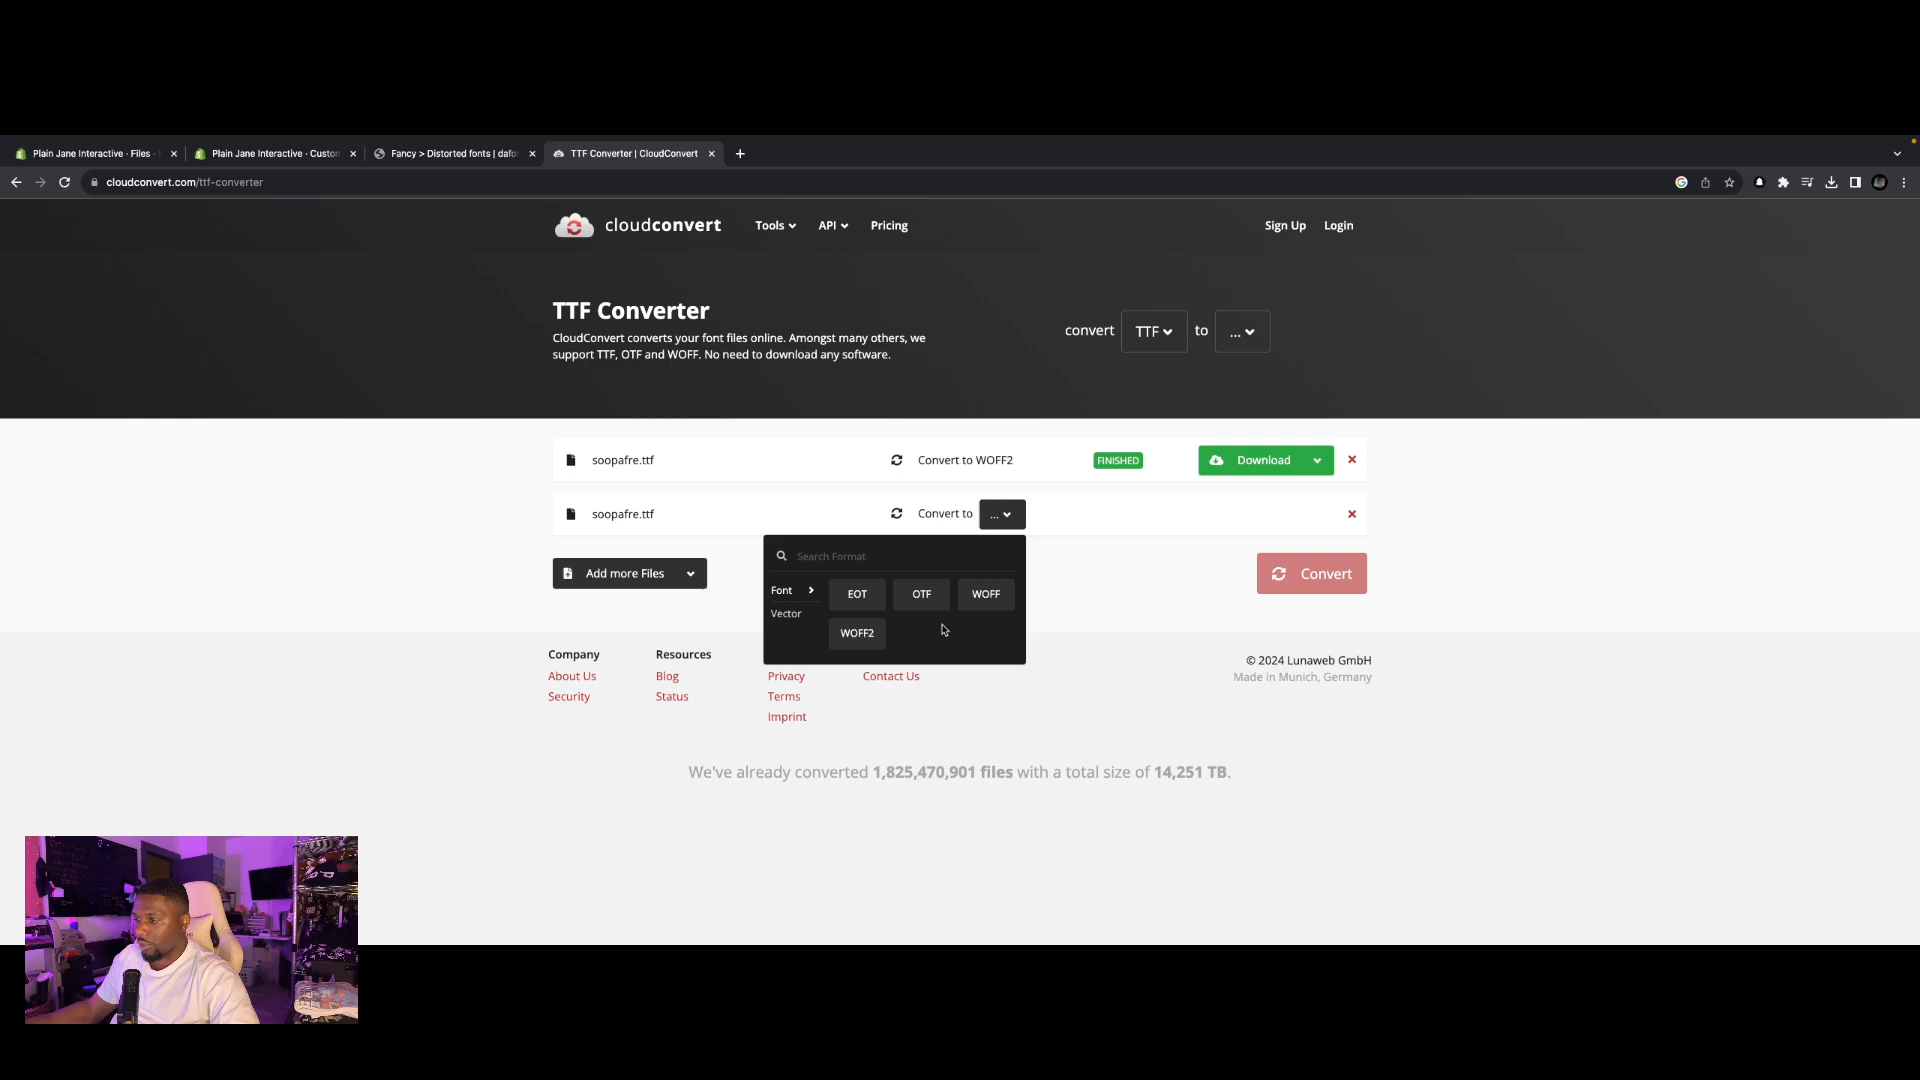 Plain Jane Interactive · Files ·
Plain Jane Interactive · Custon
Fancy > Distorted fonts | dafo
TTF Converter | CloudConvert
cloudconvert.com/ttf-converter
cloudconvert
Tools
API
Pricing
Sign Up
Login
TTF Converter
CloudConvert converts your font files online. Amongst many others, we
support TTF, OTF and WOFF. No need to download any software.
convert TTF to ...
soopafre.ttf
Convert to WOFF2
FINISHED
Download
soopafre.ttf
Convert to ...
Search Format
Add more Files
Convert
Font
EOT
OTF
WOFF
Vector
WOFF2
Company
Resources
About Us
Blog
Privacy
Contact Us
Security
Status
Terms
Imprint
© 2024 Lunaweb GmbH
Made in Munich, Germany
We've already converted 1,825,470,901 files with a total size of 14,251 TB.